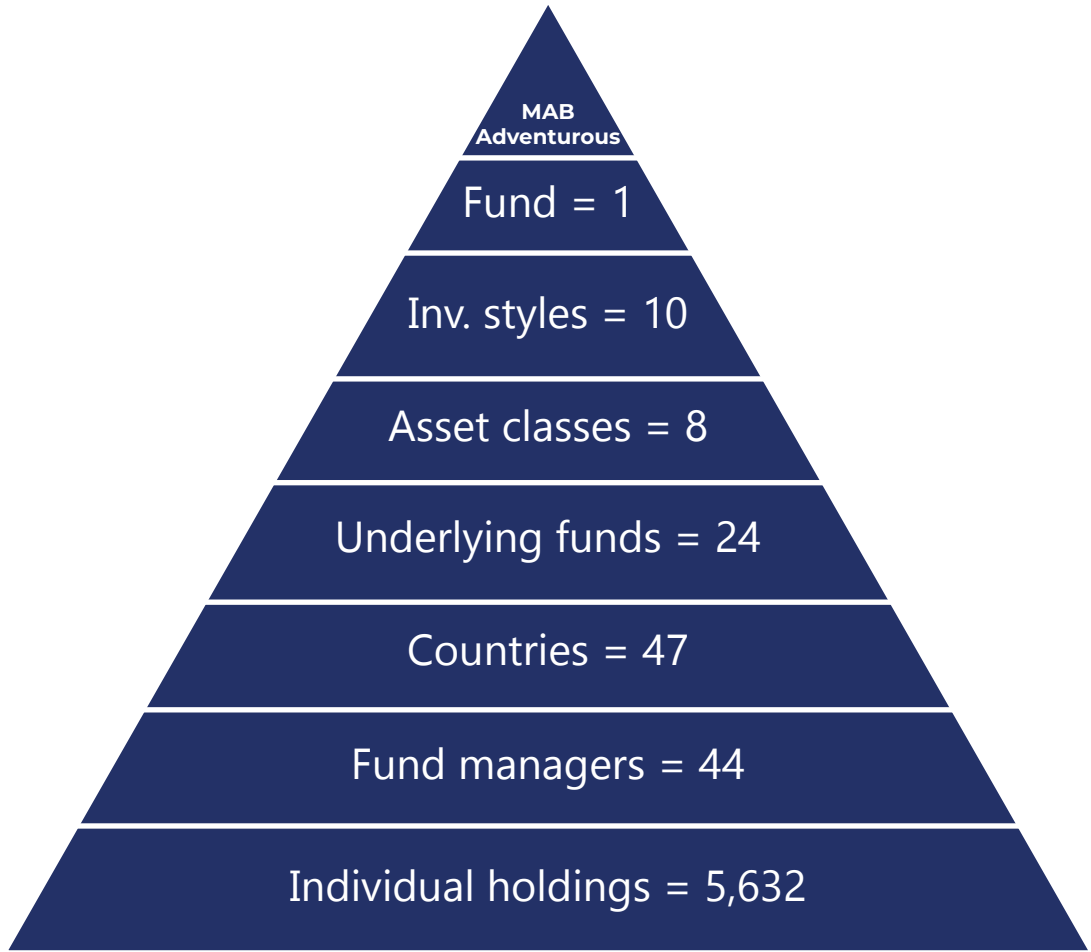 MAB
Adventurous
Fund = 1
Inv. styles = 10
Asset classes = 8
Underlying funds = 24
Countries = 47
Fund managers = 44
Individual holdings = 5,632